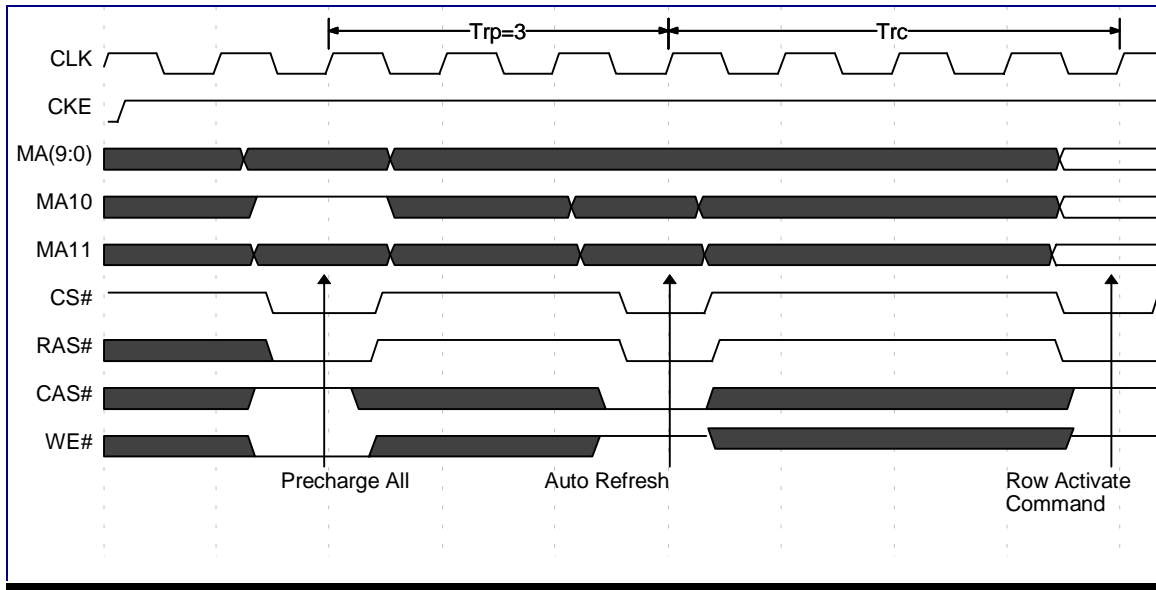 Trp=3
Trc
CLK
CKE
MA(9:0)
MA10
MA11
CS#
RAS#
CAS#
WE#
Precharge All
Auto Refresh
Row Activate
Command